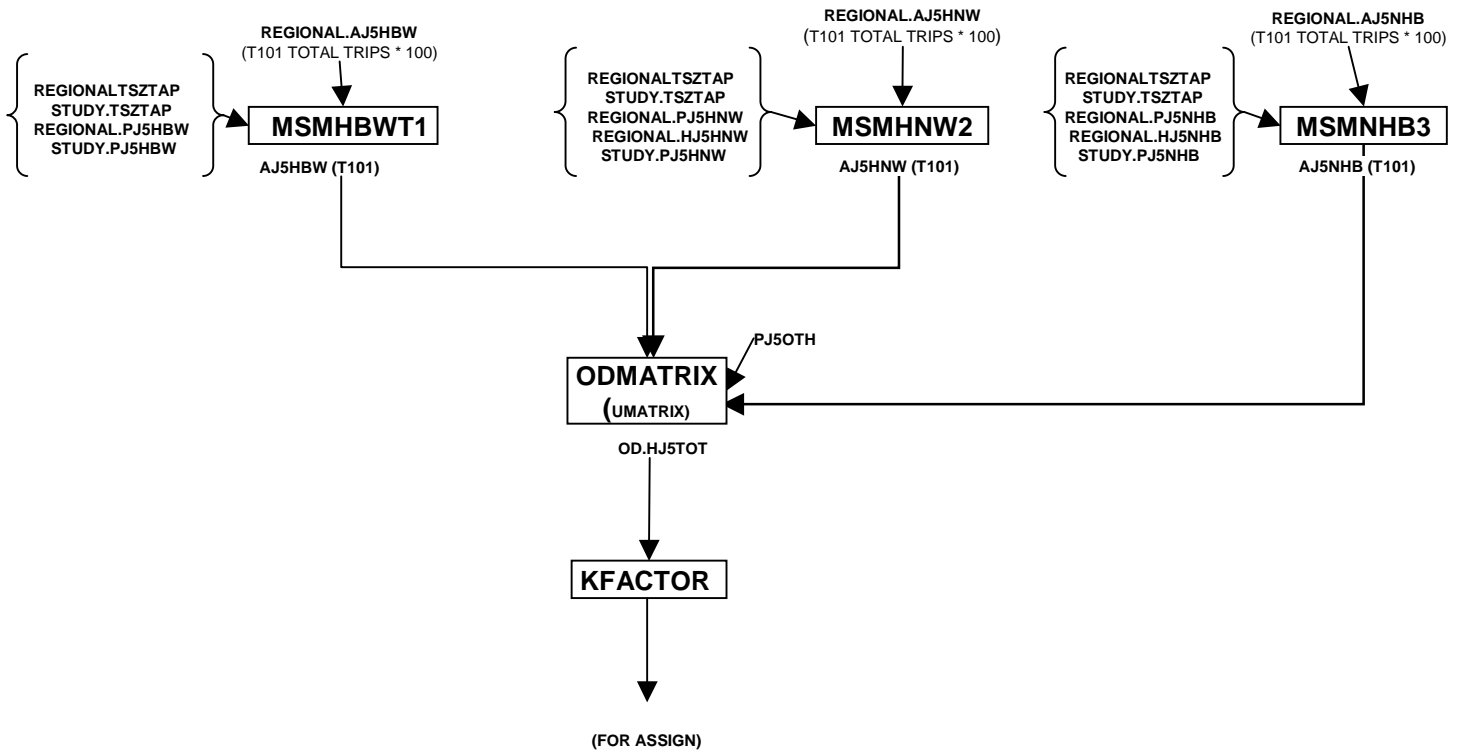 REGIONAL.AJ5HBW
(T101 TOTAL TRIPS * 100)
REGIONALTSZTAP
STUDY.TSZTAP
REGIONAL.PJ5HBW
STUDY.PJ5HBW
MSMHBWT1
AJ5HBW (T101)
REGIONAL.AJ5HNW
(T101 TOTAL TRIPS * 100)
REGIONALTSZTAP
STUDY.TSZTAP
REGIONAL.PJ5HNW
REGIONAL.HJ5HNW
STUDY.PJ5HNW
MSMHNW2
AJ5HNW (T101)
REGIONAL.AJ5NHB
(T101 TOTAL TRIPS * 100)
REGIONALTSZTAP
STUDY.TSZTAP
REGIONAL.PJ5NHB
REGIONAL.HJ5NHB
STUDY.PJ5NHB
MSMNHB3
AJ5NHB (T101)
PJ5OTH
ODMATRIX
(UMATRIX)
OD.HJ5TOT
KFACTOR
(FOR ASSIGN)